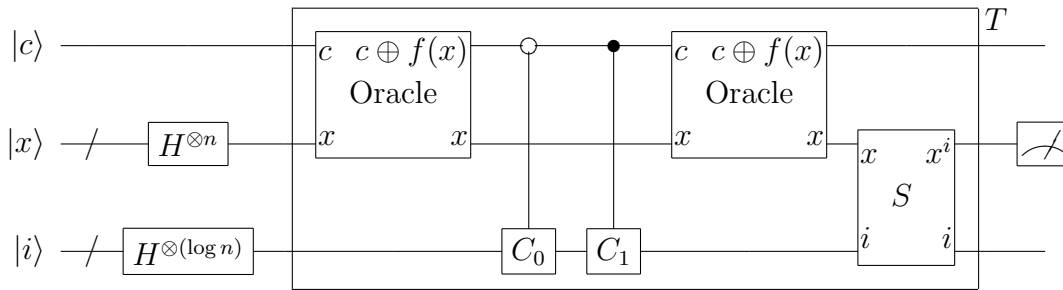 T
|c⟩ c c ⊕ f(x) c c ⊕ f(x)
Oracle Oracle
|x⟩ H^{⊗n} x x x x x x^i
S
|i⟩ H^{⊗(log n)} C_0 C_1 i i